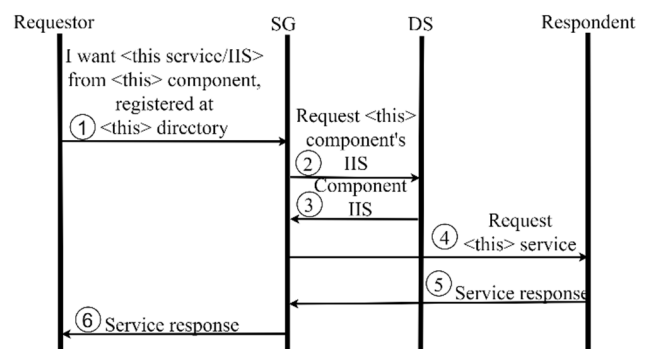 Requestor SG DS Respondent
I want <this service/IIS>
from <this> component,
registered at
① <this> directory
Request <this>
component's
② IIS
Component
③ IIS
Request
④ <this> service
⑤ Service response
⑥ Service response